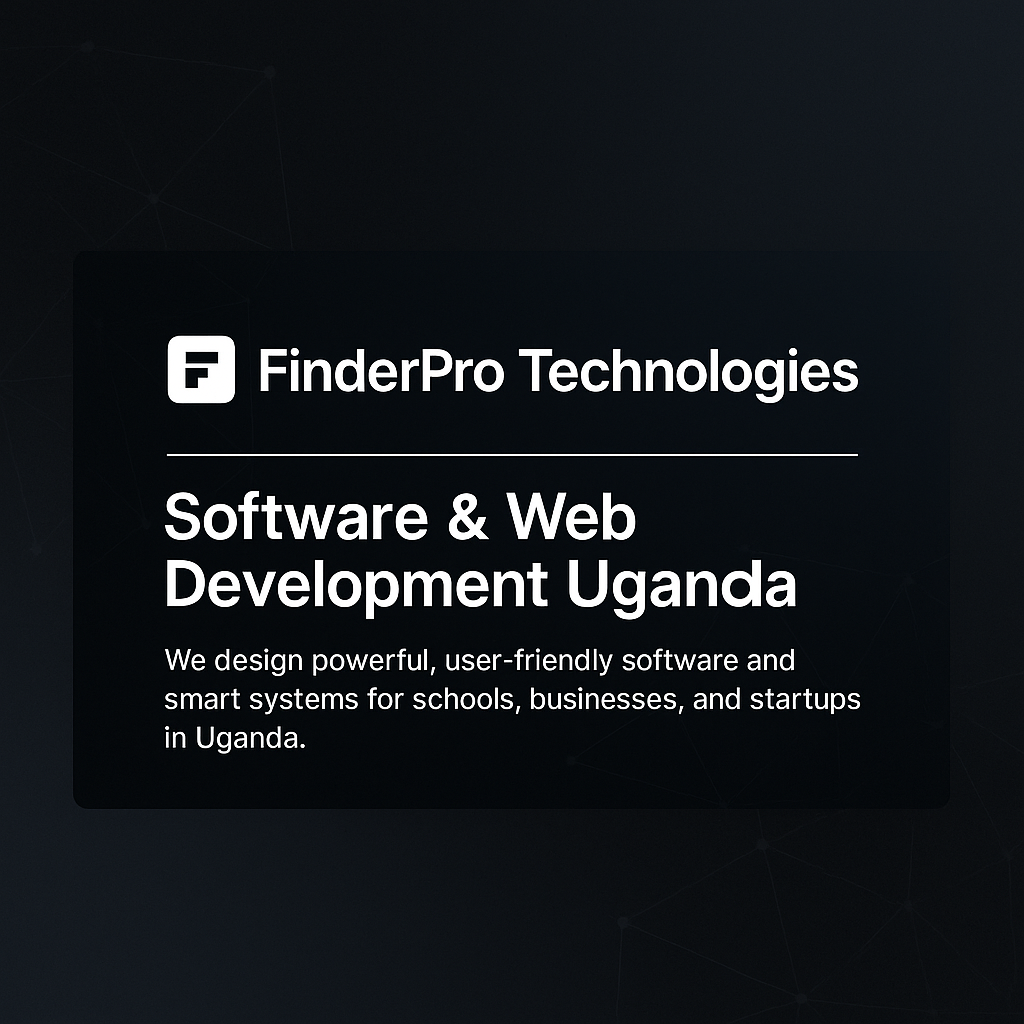 F FinderPro Technologies
Software & Web
Development Uganda
We design powerful, user-friendly software and
smart systems for schools, businesses, and startups
in Uganda.